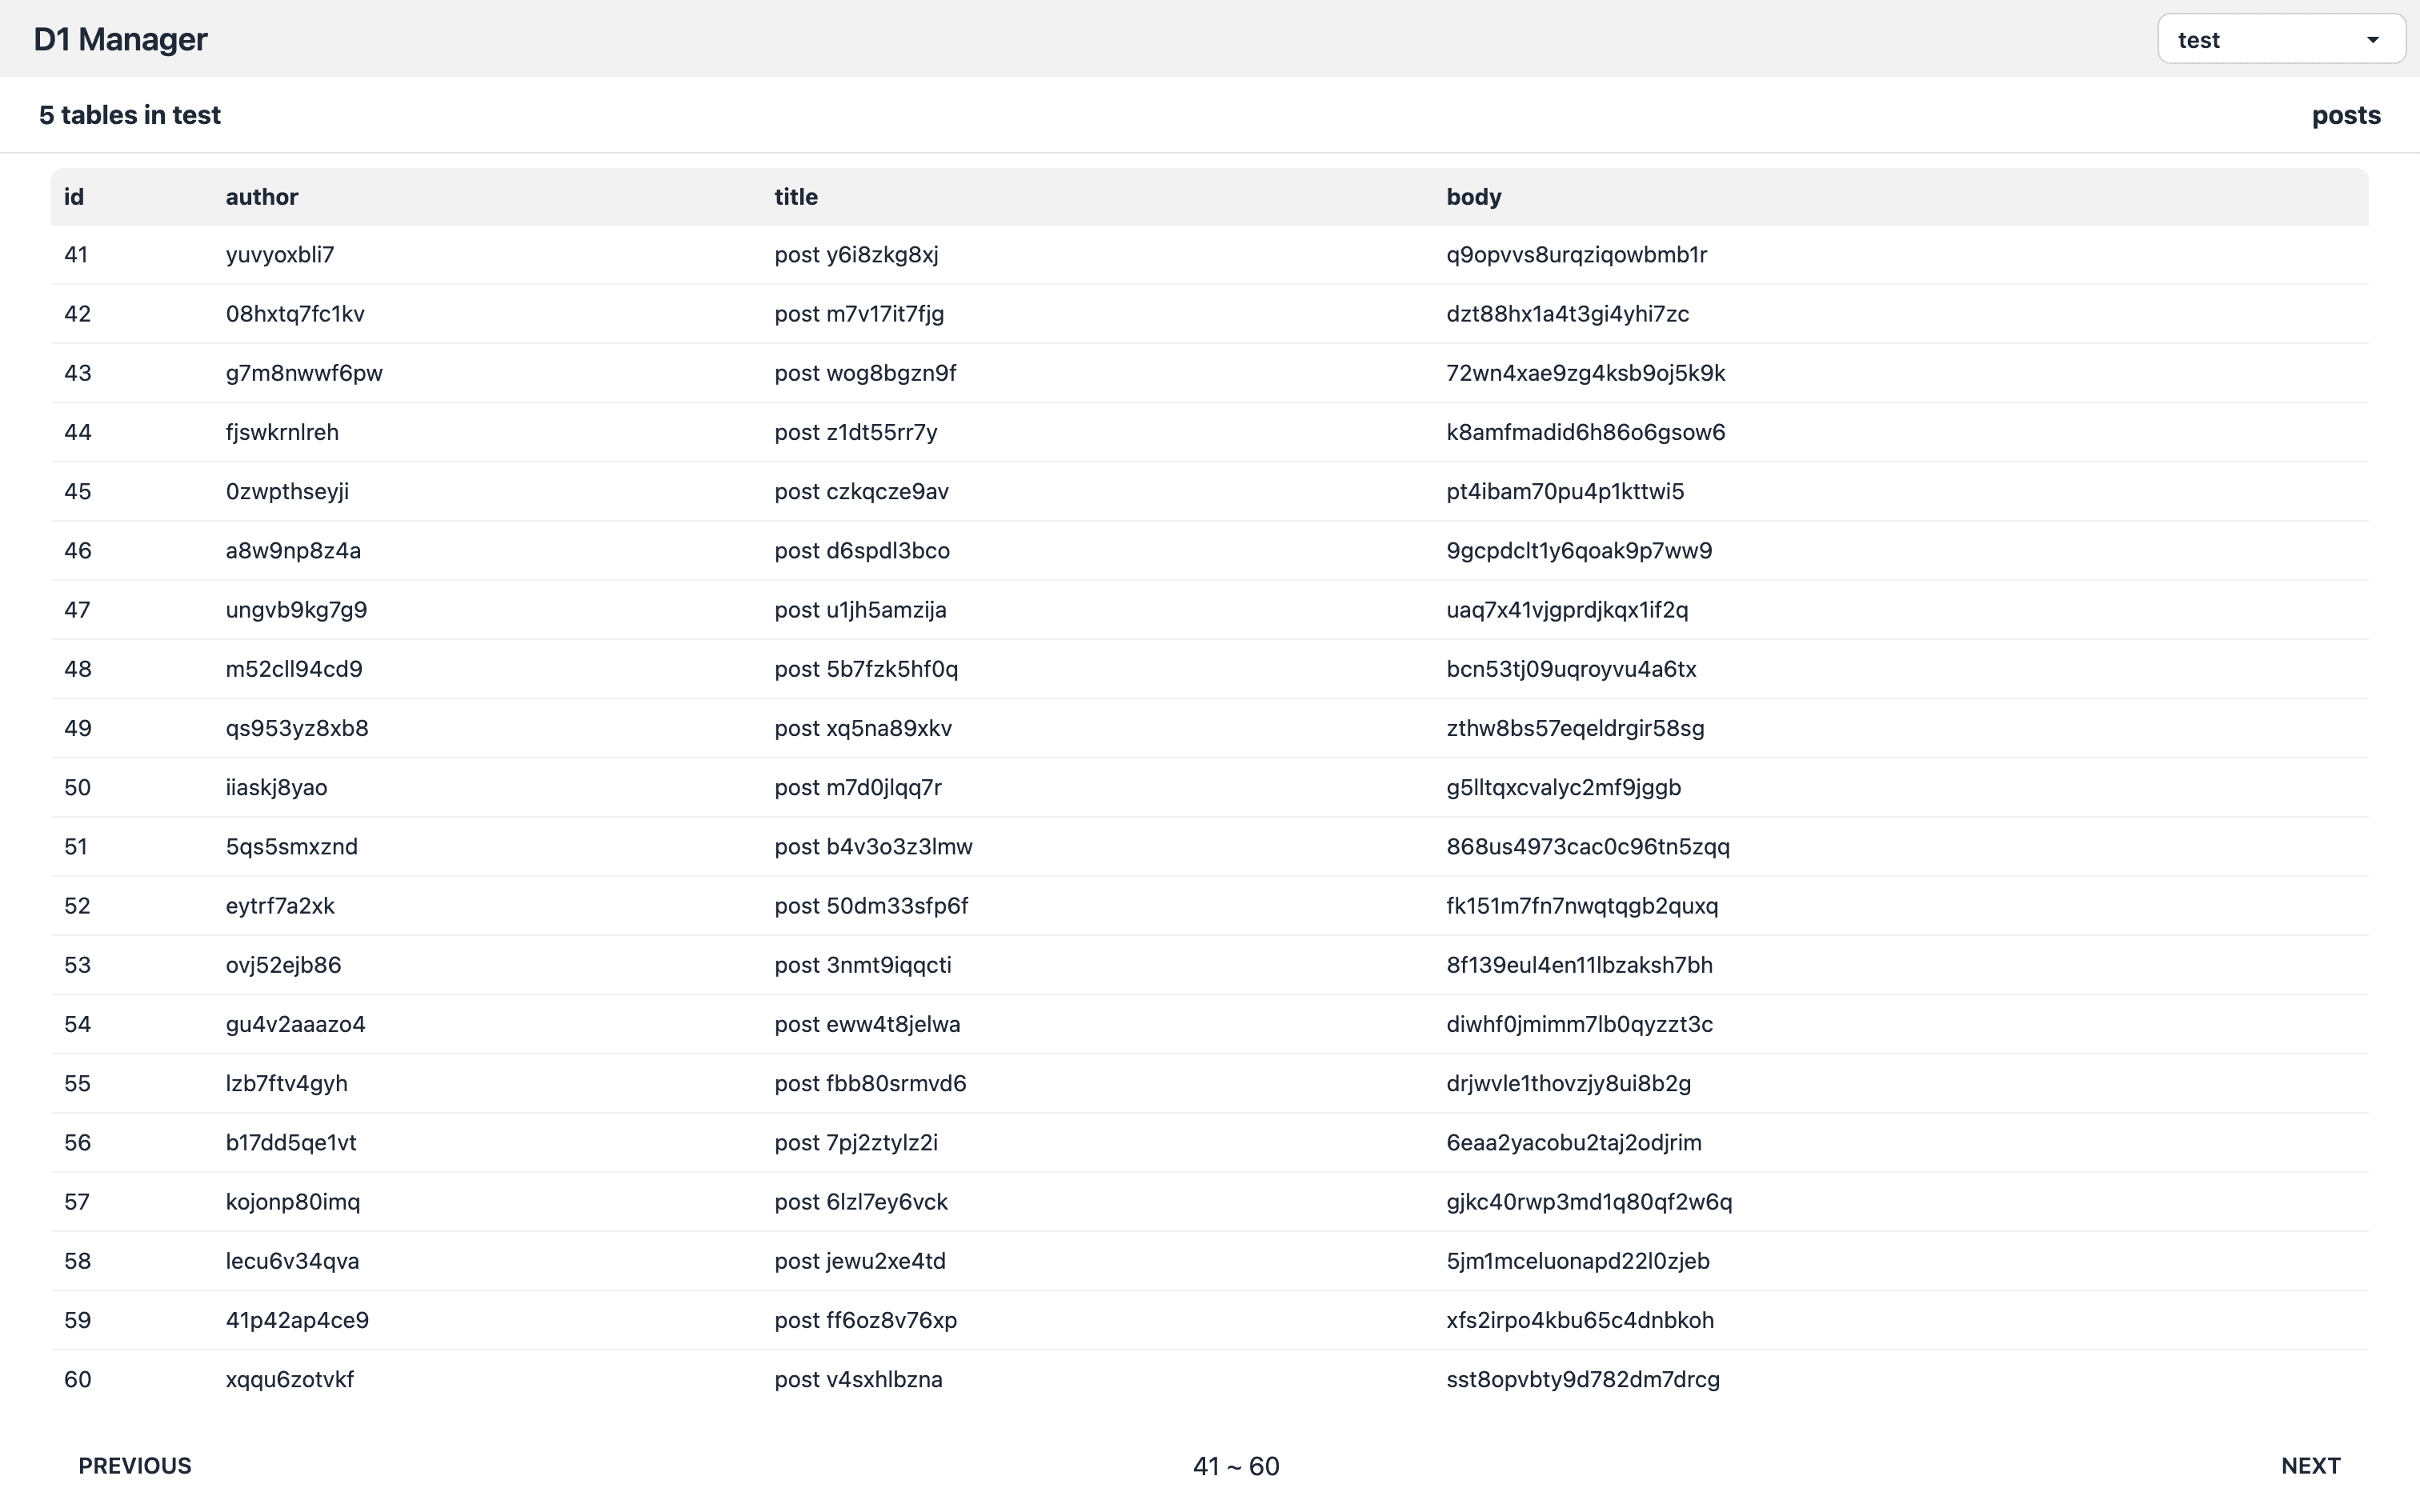 D1 Manager test
5 tables in test posts
id author title body
41 yuvyoxbli7 post y6i8zkg8xj q9opvvs8urqziqowbmb1r
42 08hxtq7fc1kv post m7v17it7fjg dzt88hx1a4t3gi4yhi7zc
43 g7m8nwwf6pw post wog8bgzn9f 72wn4xae9zg4ksb9oj5k9k
44 fjswkrnlreh post z1dt55rr7y k8amfmadid6h86o6gsow6
45 0zwpthseyji post czkqcze9av pt4ibam70pu4p1kttwi5
46 a8w9np8z4a post d6spdl3bco 9gcpdclt1y6qoak9p7ww9
47 ungvb9kg7g9 post u1jh5amzija uaq7x41vjgprdjkqx1if2q
48 m52cll94cd9 post 5b7fzk5hf0q bcn53tj09uqroyvu4a6tx
49 qs953yz8xb8 post xq5na89xkv zthw8bs57eqeldrgir58sg
50 iiaskj8yao post m7d0jlqq7r g5lltqxcvalyc2mf9jggb
51 5qs5smxznd post b4v3o3z3lmw 868us4973cac0c96tn5zqq
52 eytrf7a2xk post 50dm33sfp6f fk151m7fn7nwqtqgb2quxq
53 ovj52ejb86 post 3nmt9iqqcti 8f139eul4en11lbzaksh7bh
54 gu4v2aaazo4 post eww4t8jelwa diwhf0jmimm7lb0qyzzt3c
55 lzb7ftv4gyh post fbb80srmvd6 drjwvle1thovzjy8ui8b2g
56 b17dd5qe1vt post 7pj2ztylz2i 6eaa2yacobu2taj2odjrim
57 kojonp80imq post 6lzl7ey6vck gjkc40rwp3md1q80qf2w6q
58 lecu6v34qva post jewu2xe4td 5jm1mceluonapd22l0zjeb
59 41p42ap4ce9 post ff6oz8v76xp xfs2irpo4kbu65c4dnbkoh
60 xqqu6zotvkf post v4sxhlbzna sst8opvbty9d782dm7drcg
PREVIOUS 41 ~ 60 NEXT